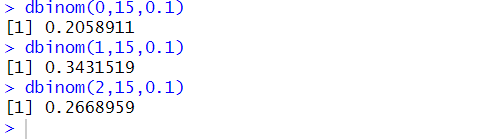 > dbinom(0,15,0.1)
[1] 0.2058911
> dbinom(1,15,0.1)
[1] 0.3431519
> dbinom(2,15,0.1)
[1] 0.2668959
>